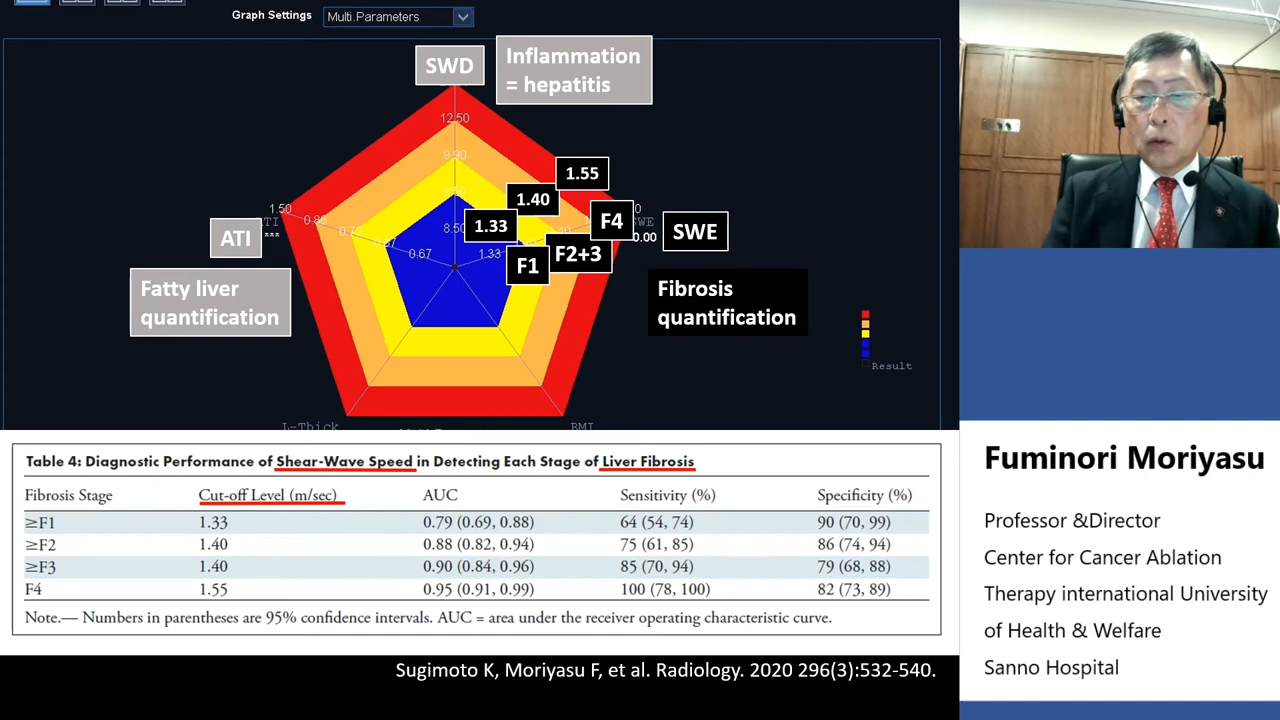 Graph Settings
Multi.Parameters
SWD
Inflammation
= hepatitis
12.50
9.90
8.50
1.50
0.86
0.67
1.33
1.33
1.40
1.55
F1
F2+3
F4
SWE
0.00
ATI
***
Fatty liver
quantification
Fibrosis
quantification
Result
L-Thick
BMI
Table 4: Diagnostic Performance of Shear-Wave Speed in Detecting Each Stage of Liver Fibrosis
Fibrosis Stage Cut-off Level (m/sec) AUC Sensitivity (%) Specificity (%)
≥F1 1.33 0.79 (0.69, 0.88) 64 (54, 74) 90 (70, 99)
≥F2 1.40 0.88 (0.82, 0.94) 75 (61, 85) 86 (74, 94)
≥F3 1.40 0.90 (0.84, 0.96) 85 (70, 94) 79 (68, 88)
F4 1.55 0.95 (0.91, 0.99) 100 (78, 100) 82 (73, 89)
Note.— Numbers in parentheses are 95% confidence intervals. AUC = area under the receiver operating characteristic curve.
Sugimoto K, Moriyasu F, et al. Radiology. 2020 296(3):532-540.
Fuminori Moriyasu
Professor &Director
Center for Cancer Ablation
Therapy international University
of Health & Welfare
Sanno Hospital